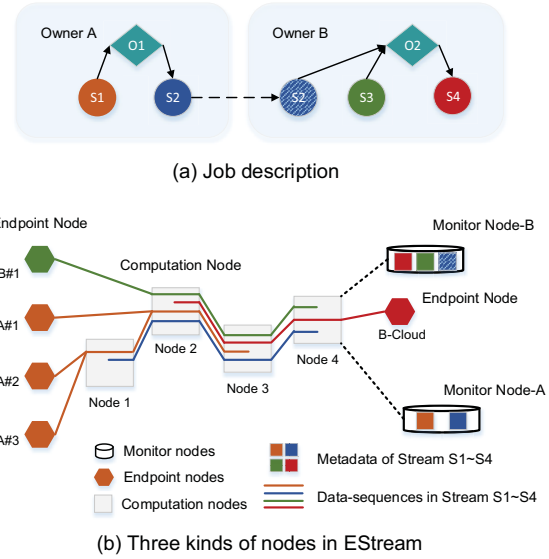 Owner A
Owner B
O1
O2
S1
S2
S2
S3
S4
(a) Job description
Endpoint Node
Monitor Node-B
B#1
Computation Node
Endpoint Node
A#1
Node 2
B-Cloud
Node 4
A#2
Node 3
Monitor Node-A
Node 1
A#3
Monitor nodes
Metadata of Stream S1~S4
Endpoint nodes
Computation nodes
Data-sequences in Stream S1~S4
(b) Three kinds of nodes in EStream